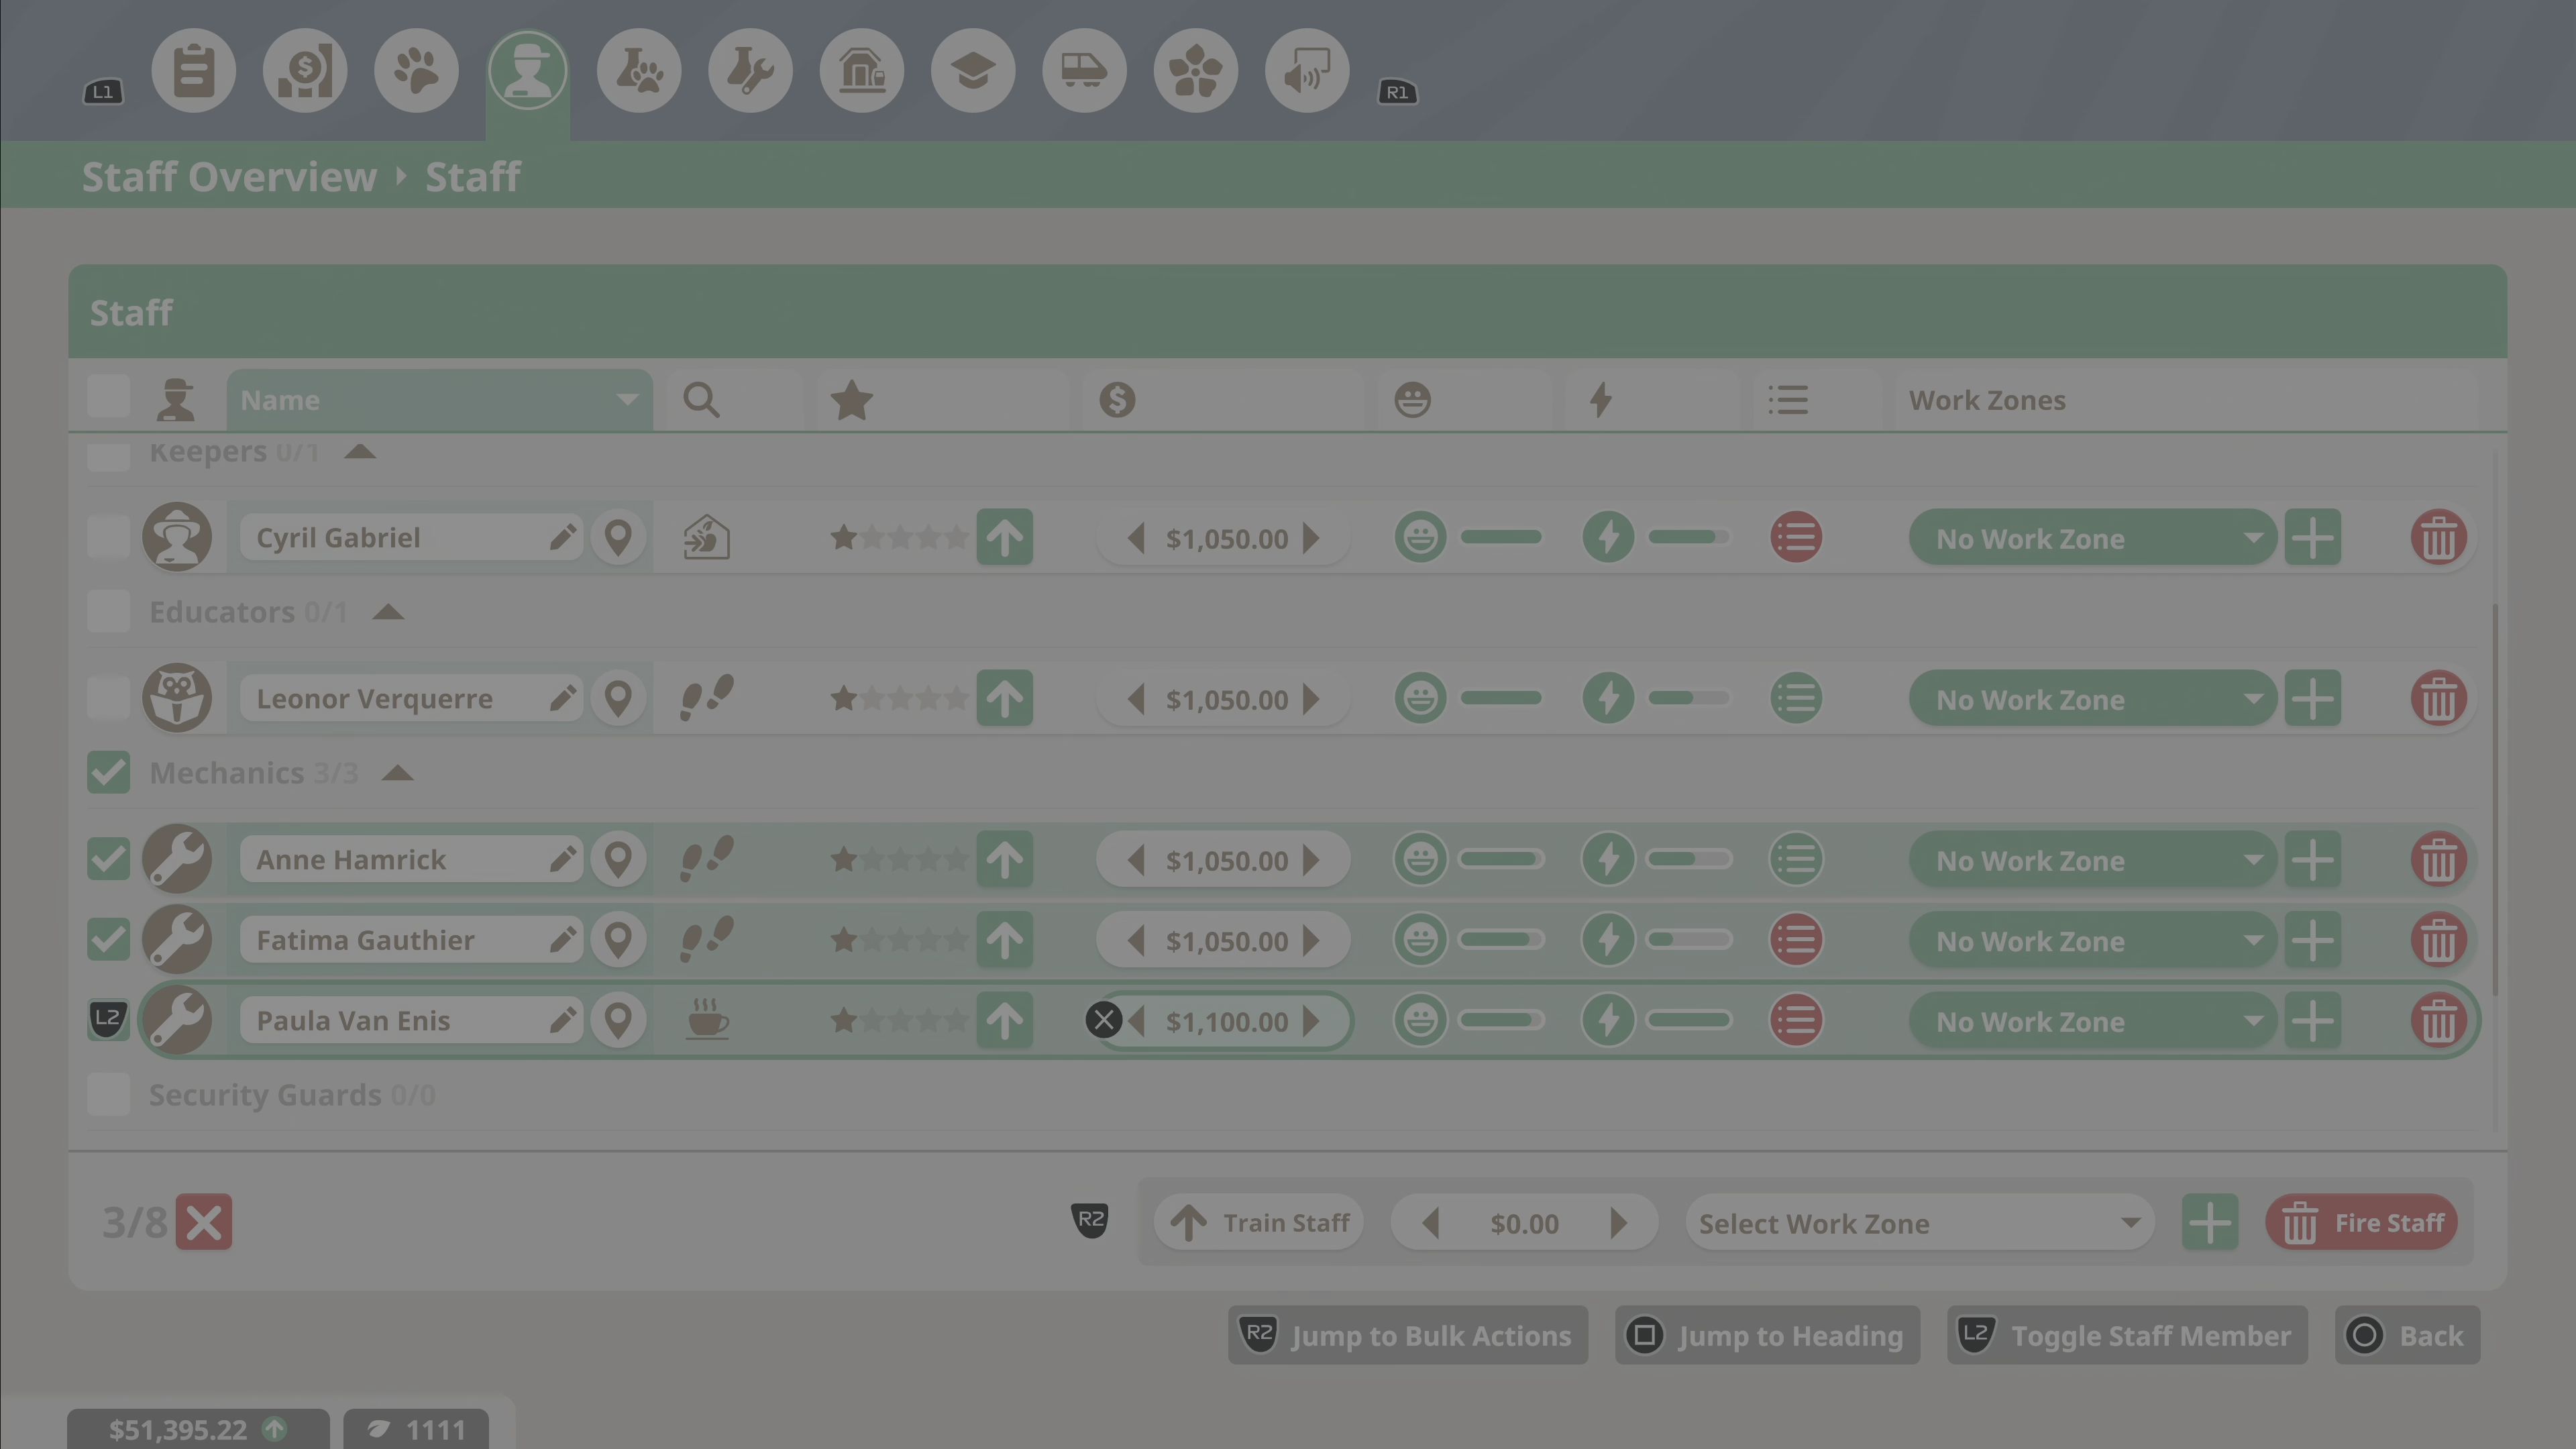 L1
R1
Staff Overview Staff
Staff
Name
Work Zones
Keepers 0/1
Cyril Gabriel $1,050.00 No Work Zone
Educators 0/1
Leonor Verquerre $1,050.00 No Work Zone
Mechanics 3/3
Anne Hamrick $1,050.00 No Work Zone
Fatima Gauthier $1,050.00 No Work Zone
L2 Paula Van Enis $1,100.00 No Work Zone
Security Guards 0/0
3/8 R2 Train Staff $0.00 Select Work Zone Fire Staff
R2 Jump to Bulk Actions Jump to Heading L2 Toggle Staff Member Back
$51,395.22 1111